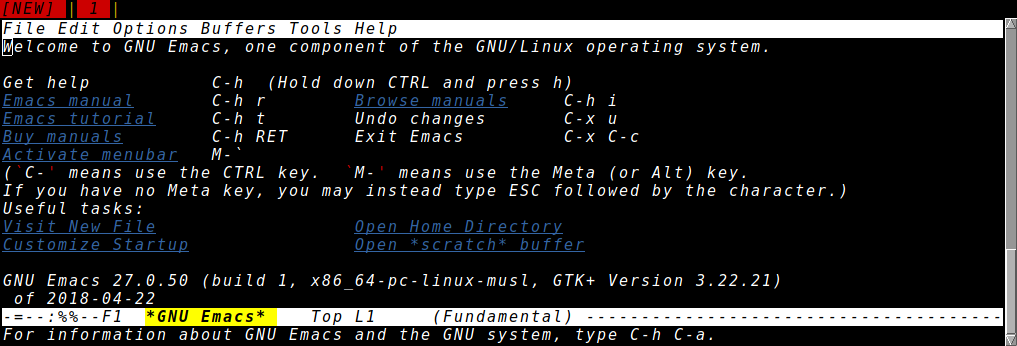 [NEW] | 1 |
File Edit Options Buffers Tools Help
Welcome to GNU Emacs, one component of the GNU/Linux operating system.
Get help C-h (Hold down CTRL and press h)
Emacs manual C-h r Browse manuals C-h i
Emacs tutorial C-h t Undo changes C-x u
Buy manuals C-h RET Exit Emacs C-x C-c
Activate menubar M-`
(`C-' means use the CTRL key. `M-' means use the Meta (or Alt) key.
If you have no Meta key, you may instead type ESC followed by the character.)
Useful tasks:
Visit New File Open Home Directory
Customize Startup Open *scratch* buffer
GNU Emacs 27.0.50 (build 1, x86_64-pc-linux-musl, GTK+ Version 3.22.21)
of 2018-04-22
-=--:%%--F1 *GNU Emacs* Top L1 (Fundamental) --------------------------------------
For information about GNU Emacs and the GNU system, type C-h C-a.